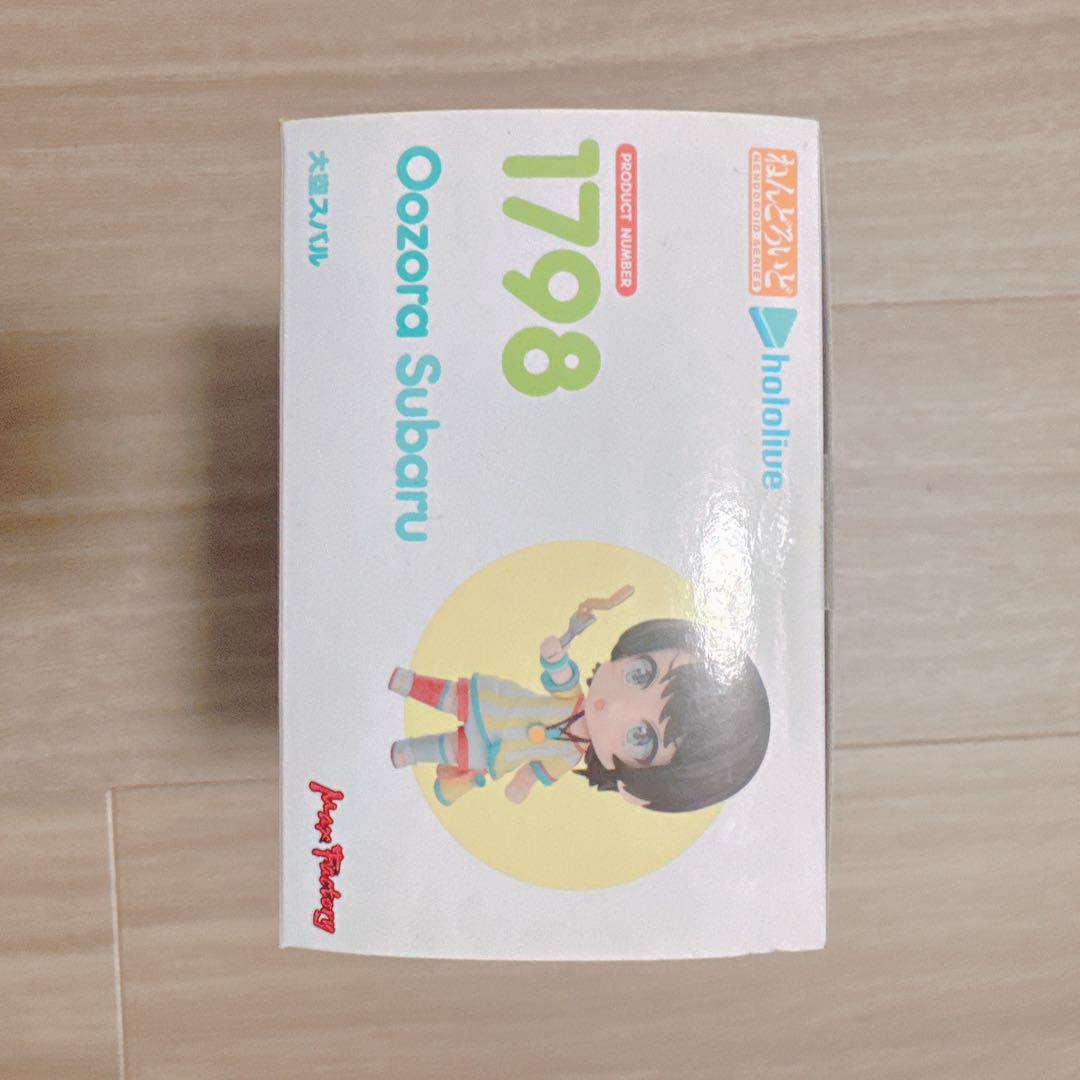 ねんどろいど
NENDOROID SERIES
hololive
PRODUCT NUMBER
1798
Oozora Subaru
大空スバル
Max Factory